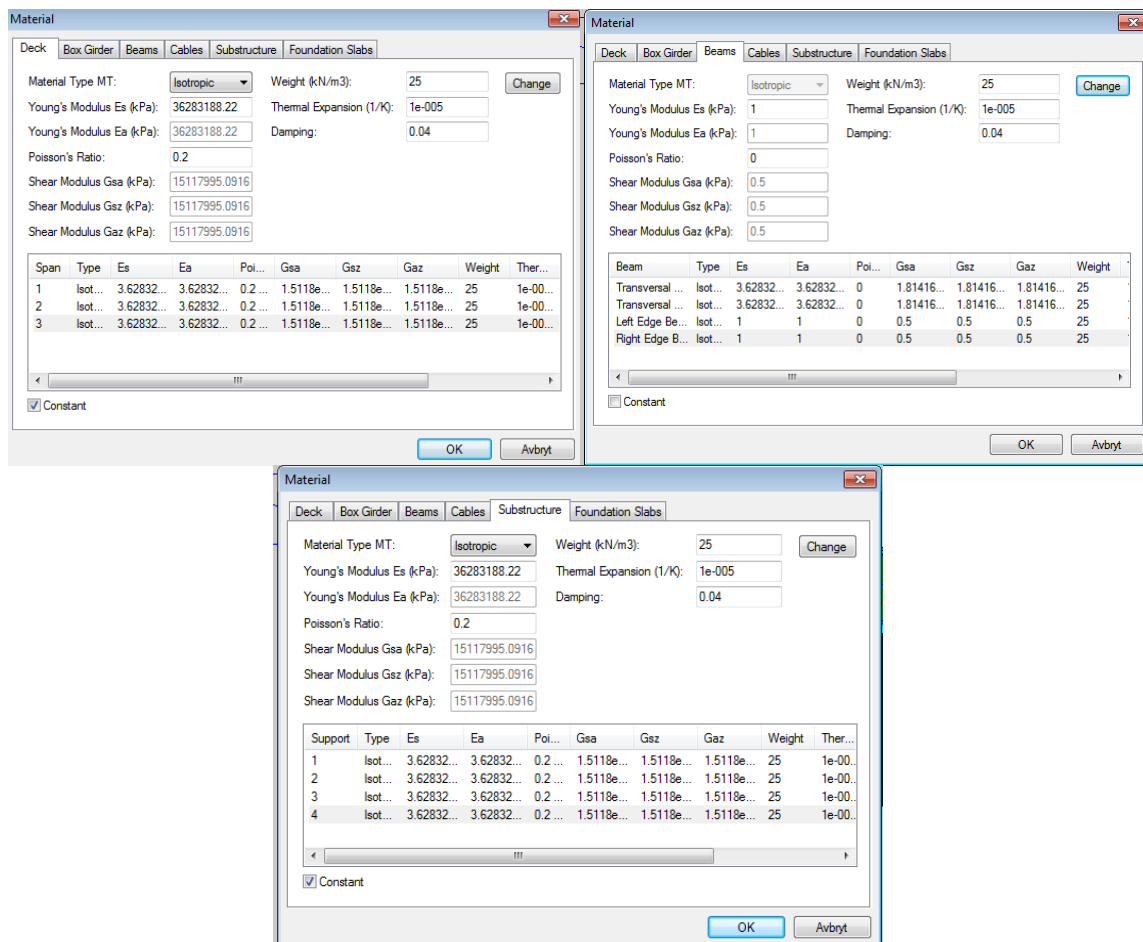 Material
Deck Box Girder Beams Cables Substructure Foundation Slabs
Material Type MT: Isotropic Weight (kN/m3): 25 Change
Young's Modulus Es (kPa): 36283188.22 Thermal Expansion (1/K): 1e-005
Young's Modulus Ea (kPa): 36283188.22 Damping: 0.04
Poisson's Ratio: 0.2
Shear Modulus Gsa (kPa): 15117995.0916
Shear Modulus Gsz (kPa): 15117995.0916
Shear Modulus Gaz (kPa): 15117995.0916
Span Type Es Ea Poi... Gsa Gsz Gaz Weight Ther...
1 Isot... 3.62832... 3.62832... 0.2 ... 1.5118e... 1.5118e... 1.5118e... 25 1e-00...
2 Isot... 3.62832... 3.62832... 0.2 ... 1.5118e... 1.5118e... 1.5118e... 25 1e-00...
3 Isot... 3.62832... 3.62832... 0.2 ... 1.5118e... 1.5118e... 1.5118e... 25 1e-00...
Constant
OK Avbryt
Material
Deck Box Girder Beams Cables Substructure Foundation Slabs
Material Type MT: Isotropic Weight (kN/m3): 25 Change
Young's Modulus Es (kPa): 1 Thermal Expansion (1/K): 1e-005
Young's Modulus Ea (kPa): 1 Damping: 0.04
Poisson's Ratio: 0
Shear Modulus Gsa (kPa): 0.5
Shear Modulus Gsz (kPa): 0.5
Shear Modulus Gaz (kPa): 0.5
Beam Type Es Ea Poi... Gsa Gsz Gaz Weight
Transversal ... Isot... 3.62832... 3.62832... 0 1.81416... 1.81416... 1.81416... 25
Transversal ... Isot... 3.62832... 3.62832... 0 1.81416... 1.81416... 1.81416... 25
Left Edge Be... Isot... 1 1 0 0.5 0.5 0.5 25
Right Edge B... Isot... 1 1 0 0.5 0.5 0.5 25
Constant
OK Avbryt
Material
Deck Box Girder Beams Cables Substructure Foundation Slabs
Material Type MT: Isotropic Weight (kN/m3): 25 Change
Young's Modulus Es (kPa): 36283188.22 Thermal Expansion (1/K): 1e-005
Young's Modulus Ea (kPa): 36283188.22 Damping: 0.04
Poisson's Ratio: 0.2
Shear Modulus Gsa (kPa): 15117995.0916
Shear Modulus Gsz (kPa): 15117995.0916
Shear Modulus Gaz (kPa): 15117995.0916
Support Type Es Ea Poi... Gsa Gsz Gaz Weight Ther...
1 Isot... 3.62832... 3.62832... 0.2 ... 1.5118e... 1.5118e... 1.5118e... 25 1e-00..
2 Isot... 3.62832... 3.62832... 0.2 ... 1.5118e... 1.5118e... 1.5118e... 25 1e-00..
3 Isot... 3.62832... 3.62832... 0.2 ... 1.5118e... 1.5118e... 1.5118e... 25 1e-00..
4 Isot... 3.62832... 3.62832... 0.2 ... 1.5118e... 1.5118e... 1.5118e... 25 1e-00..
Constant
OK Avbryt